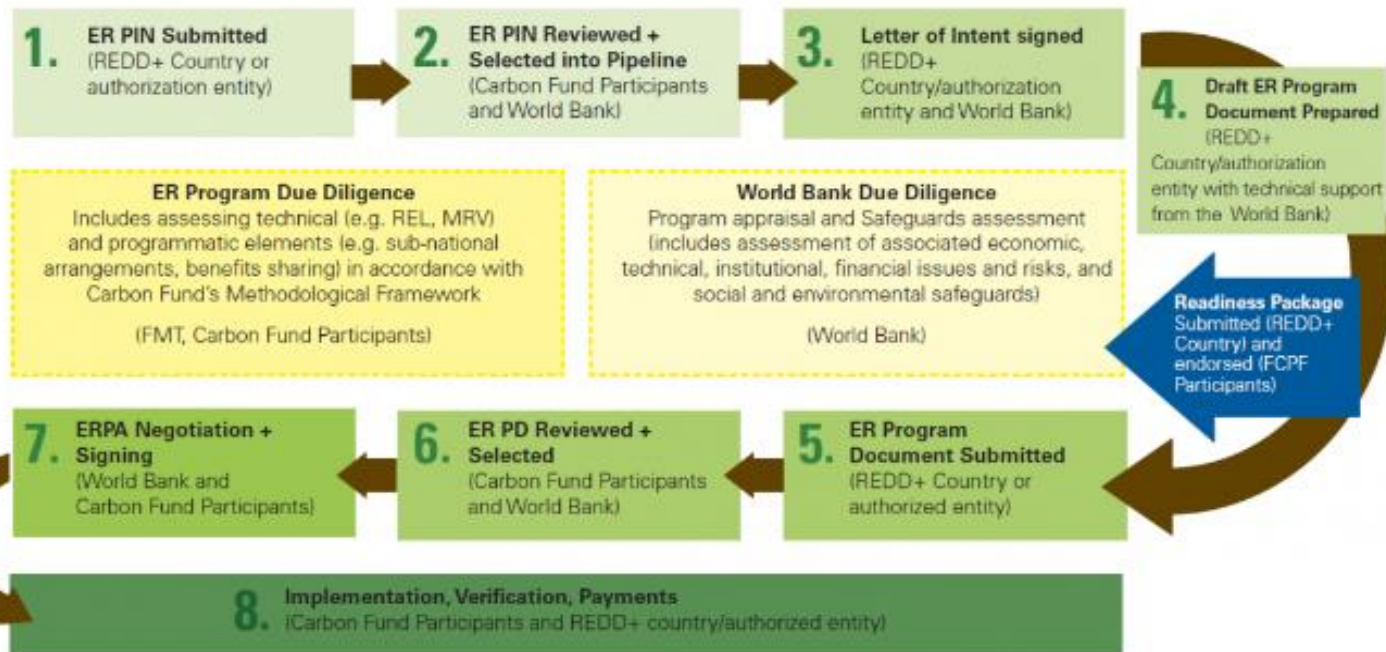 1. ER PIN Submitted
(REDD+ Country or
authorization entity)
2. ER PIN Reviewed +
Selected into Pipeline
(Carbon Fund Participants
and World Bank)
3. Letter of Intent signed
(REDD+
Country/authorization
entity and World Bank)
4. Draft ER Program
Document Prepared
(REDD+
Country/authorization
entity with technical support
from the World Bank)
ER Program Due Diligence
Includes assessing technical (e.g. REL, MRV)
and programmatic elements (e.g. sub-national
arrangements, benefits sharing) in accordance with
Carbon Fund's Methodological Framework
(FMT, Carbon Fund Participants)
World Bank Due Diligence
Program appraisal and Safeguards assessment
(includes assessment of associated economic,
technical, institutional, financial issues and risks, and
social and environmental safeguards)
(World Bank)
Readiness Package
Submitted (REDD+
Country) and
endorsed (FCPF
Participants)
5. ER Program
Document Submitted
(REDD+ Country or
authorized entity)
6. ER PD Reviewed +
Selected
(Carbon Fund Participants
and World Bank)
7. ERPA Negotiation +
Signing
(World Bank and
Carbon Fund Participants)
8. Implementation, Verification, Payments
(Carbon Fund Participants and REDD+ country/authorized entity)